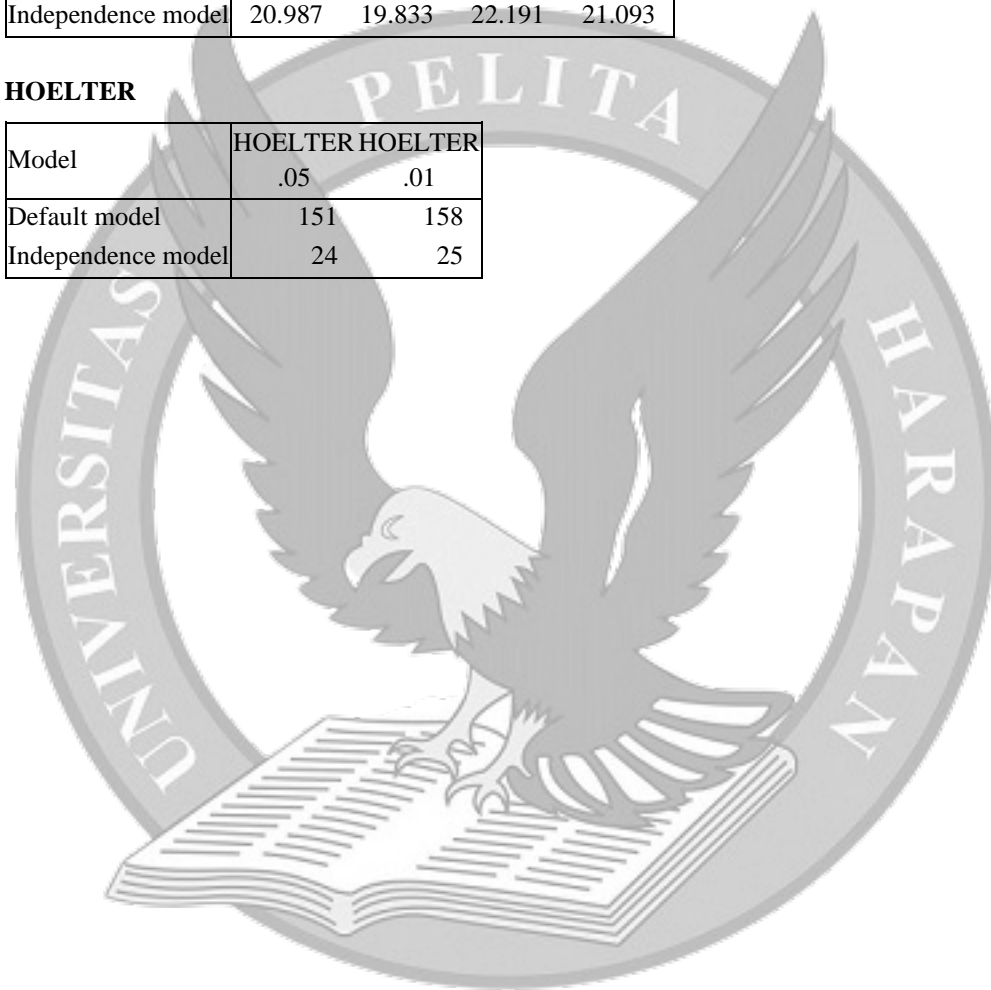 Independence model 20.987 19.833 22.191 21.093
HOELTER
Model HOELTER HOELTER
.05 .01
Default model 151 158
Independence model 24 25
UNIVERSITAS PELITA HARAPAN